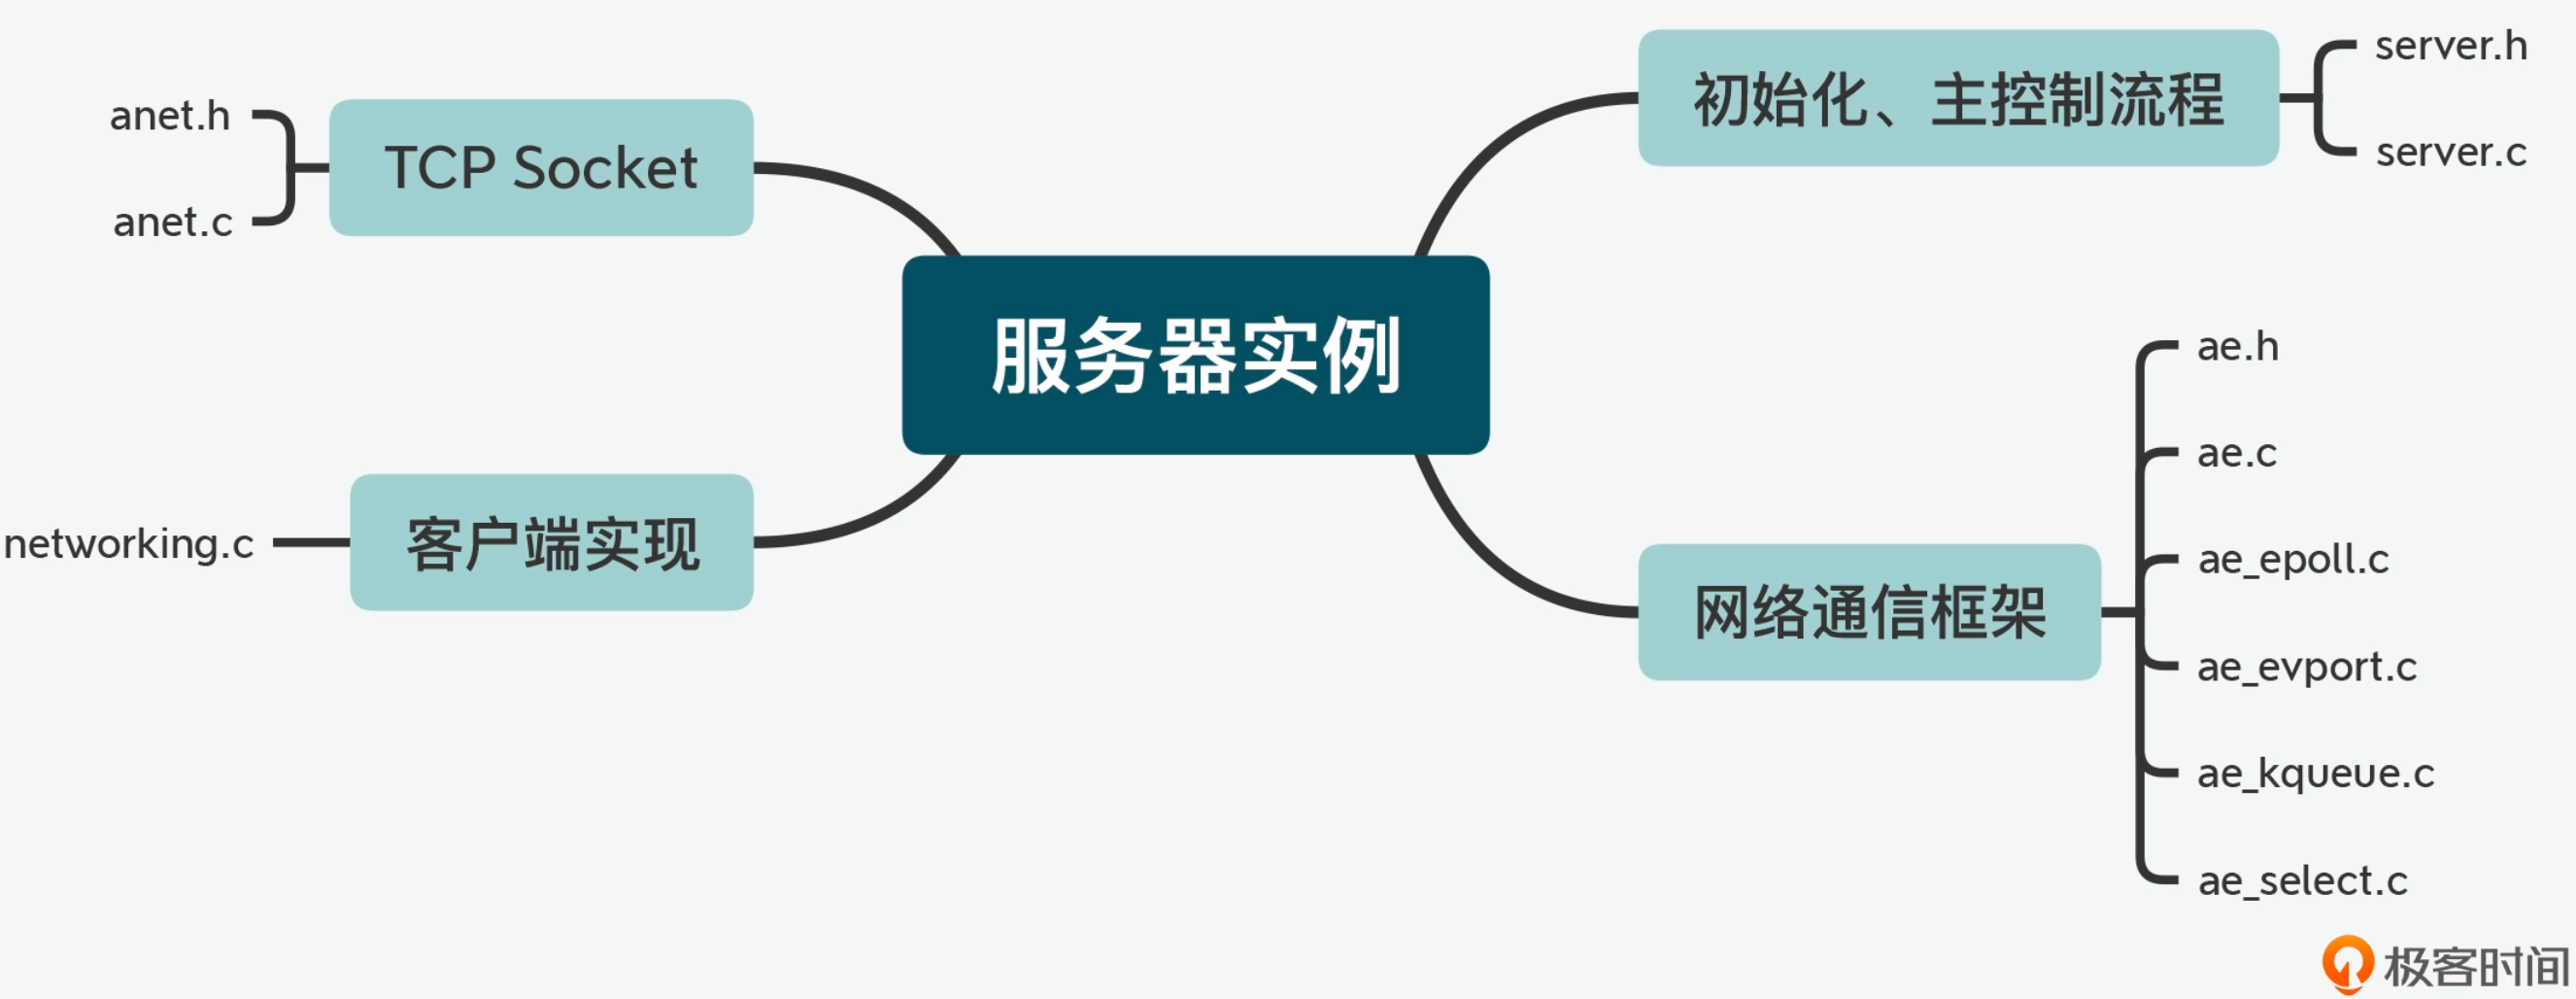 服务器实例
TCP Socket
anet.h
anet.c
客户端实现
networking.c
初始化、主控制流程
server.h
server.c
网络通信框架
ae.h
ae.c
ae_epoll.c
ae_evport.c
ae_kqueue.c
ae_select.c
极客时间